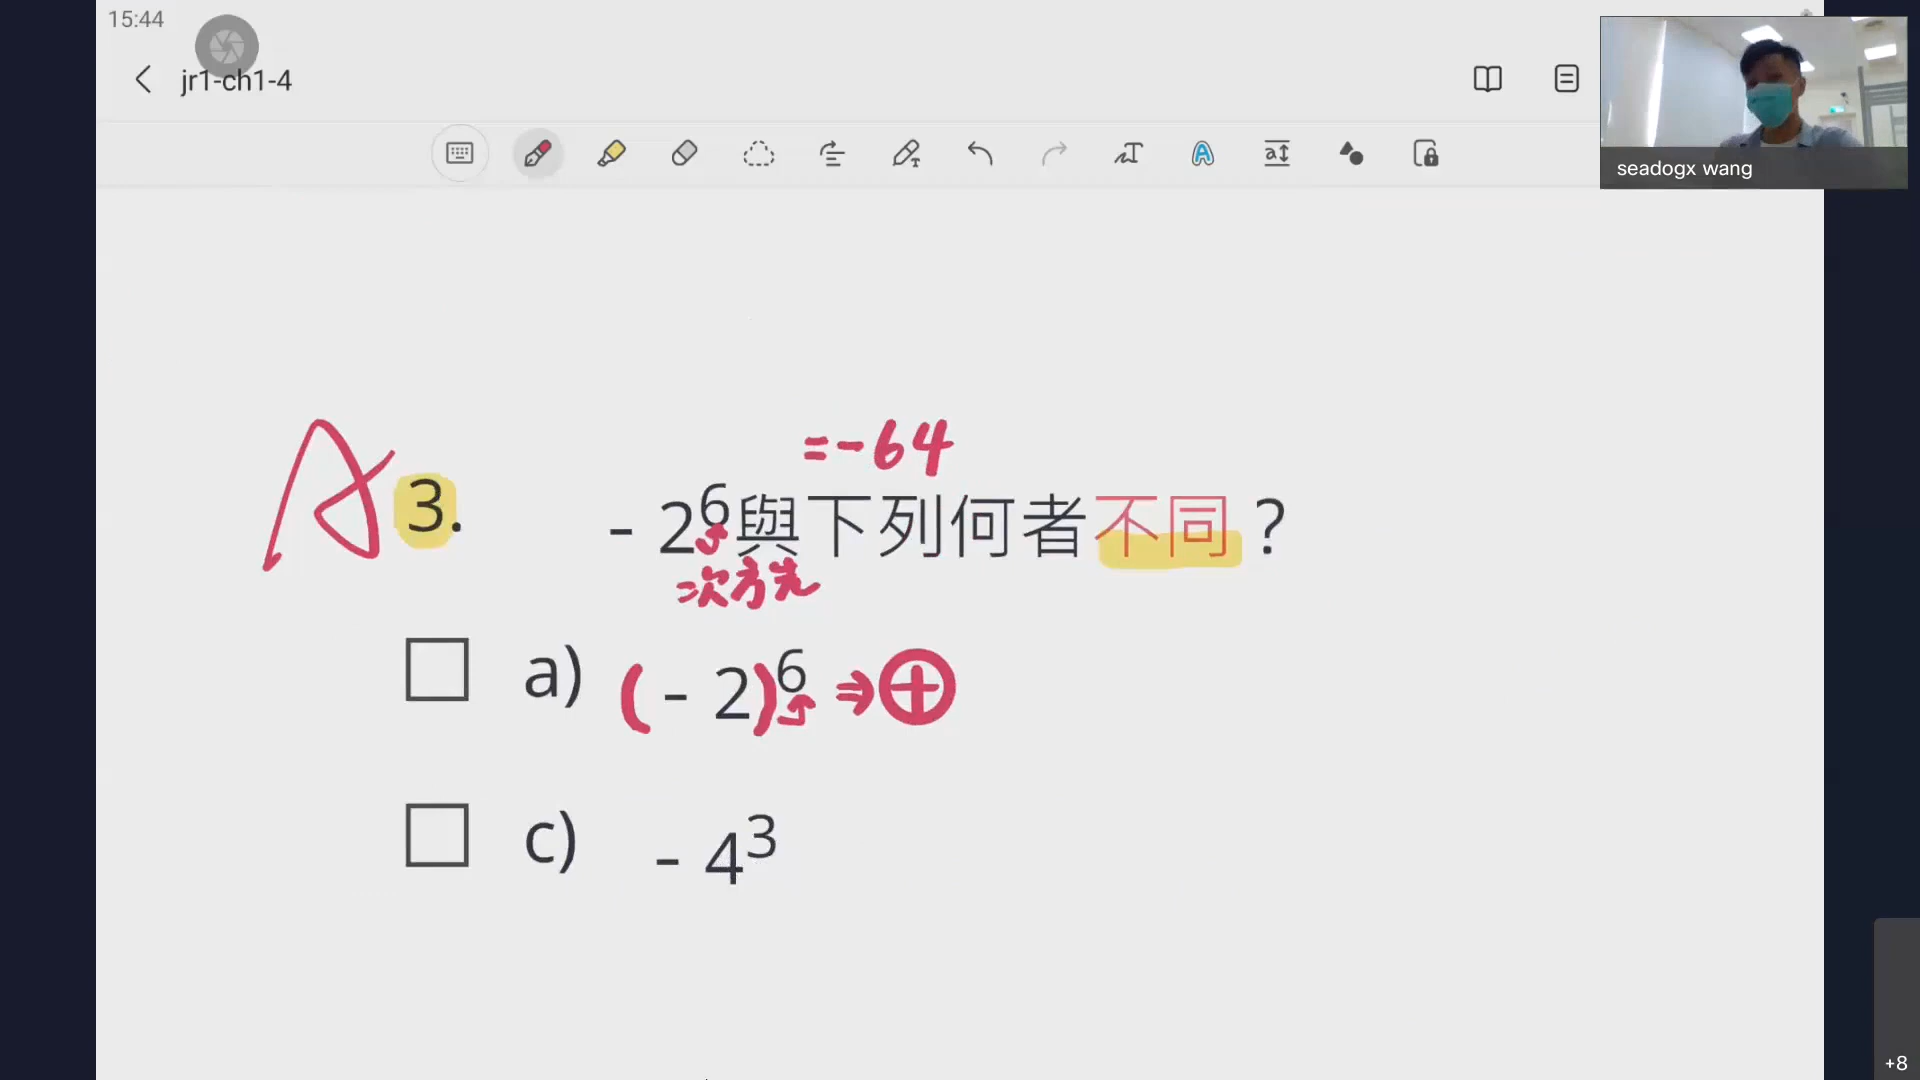 15:44
jr1-ch1-4
seadogx wang
=-64
A 3. - 2⁶與下列何者不同？
二次方先
a) (- 2)⁶ ⇒ ⊕
c) - 4³
+8